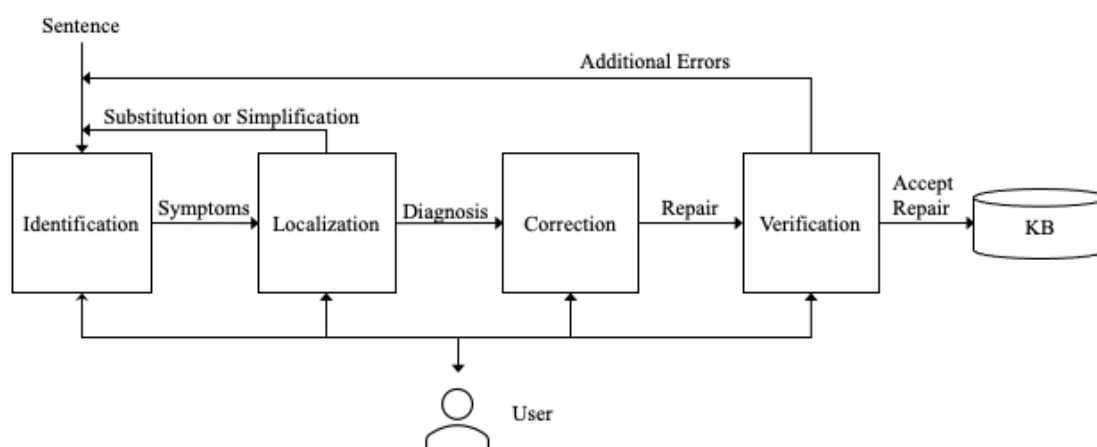 Sentence
Additional Errors
Substitution or Simplification
Identification
Symptoms
Localization
Diagnosis
Correction
Repair
Verification
Accept
Repair
KB
User